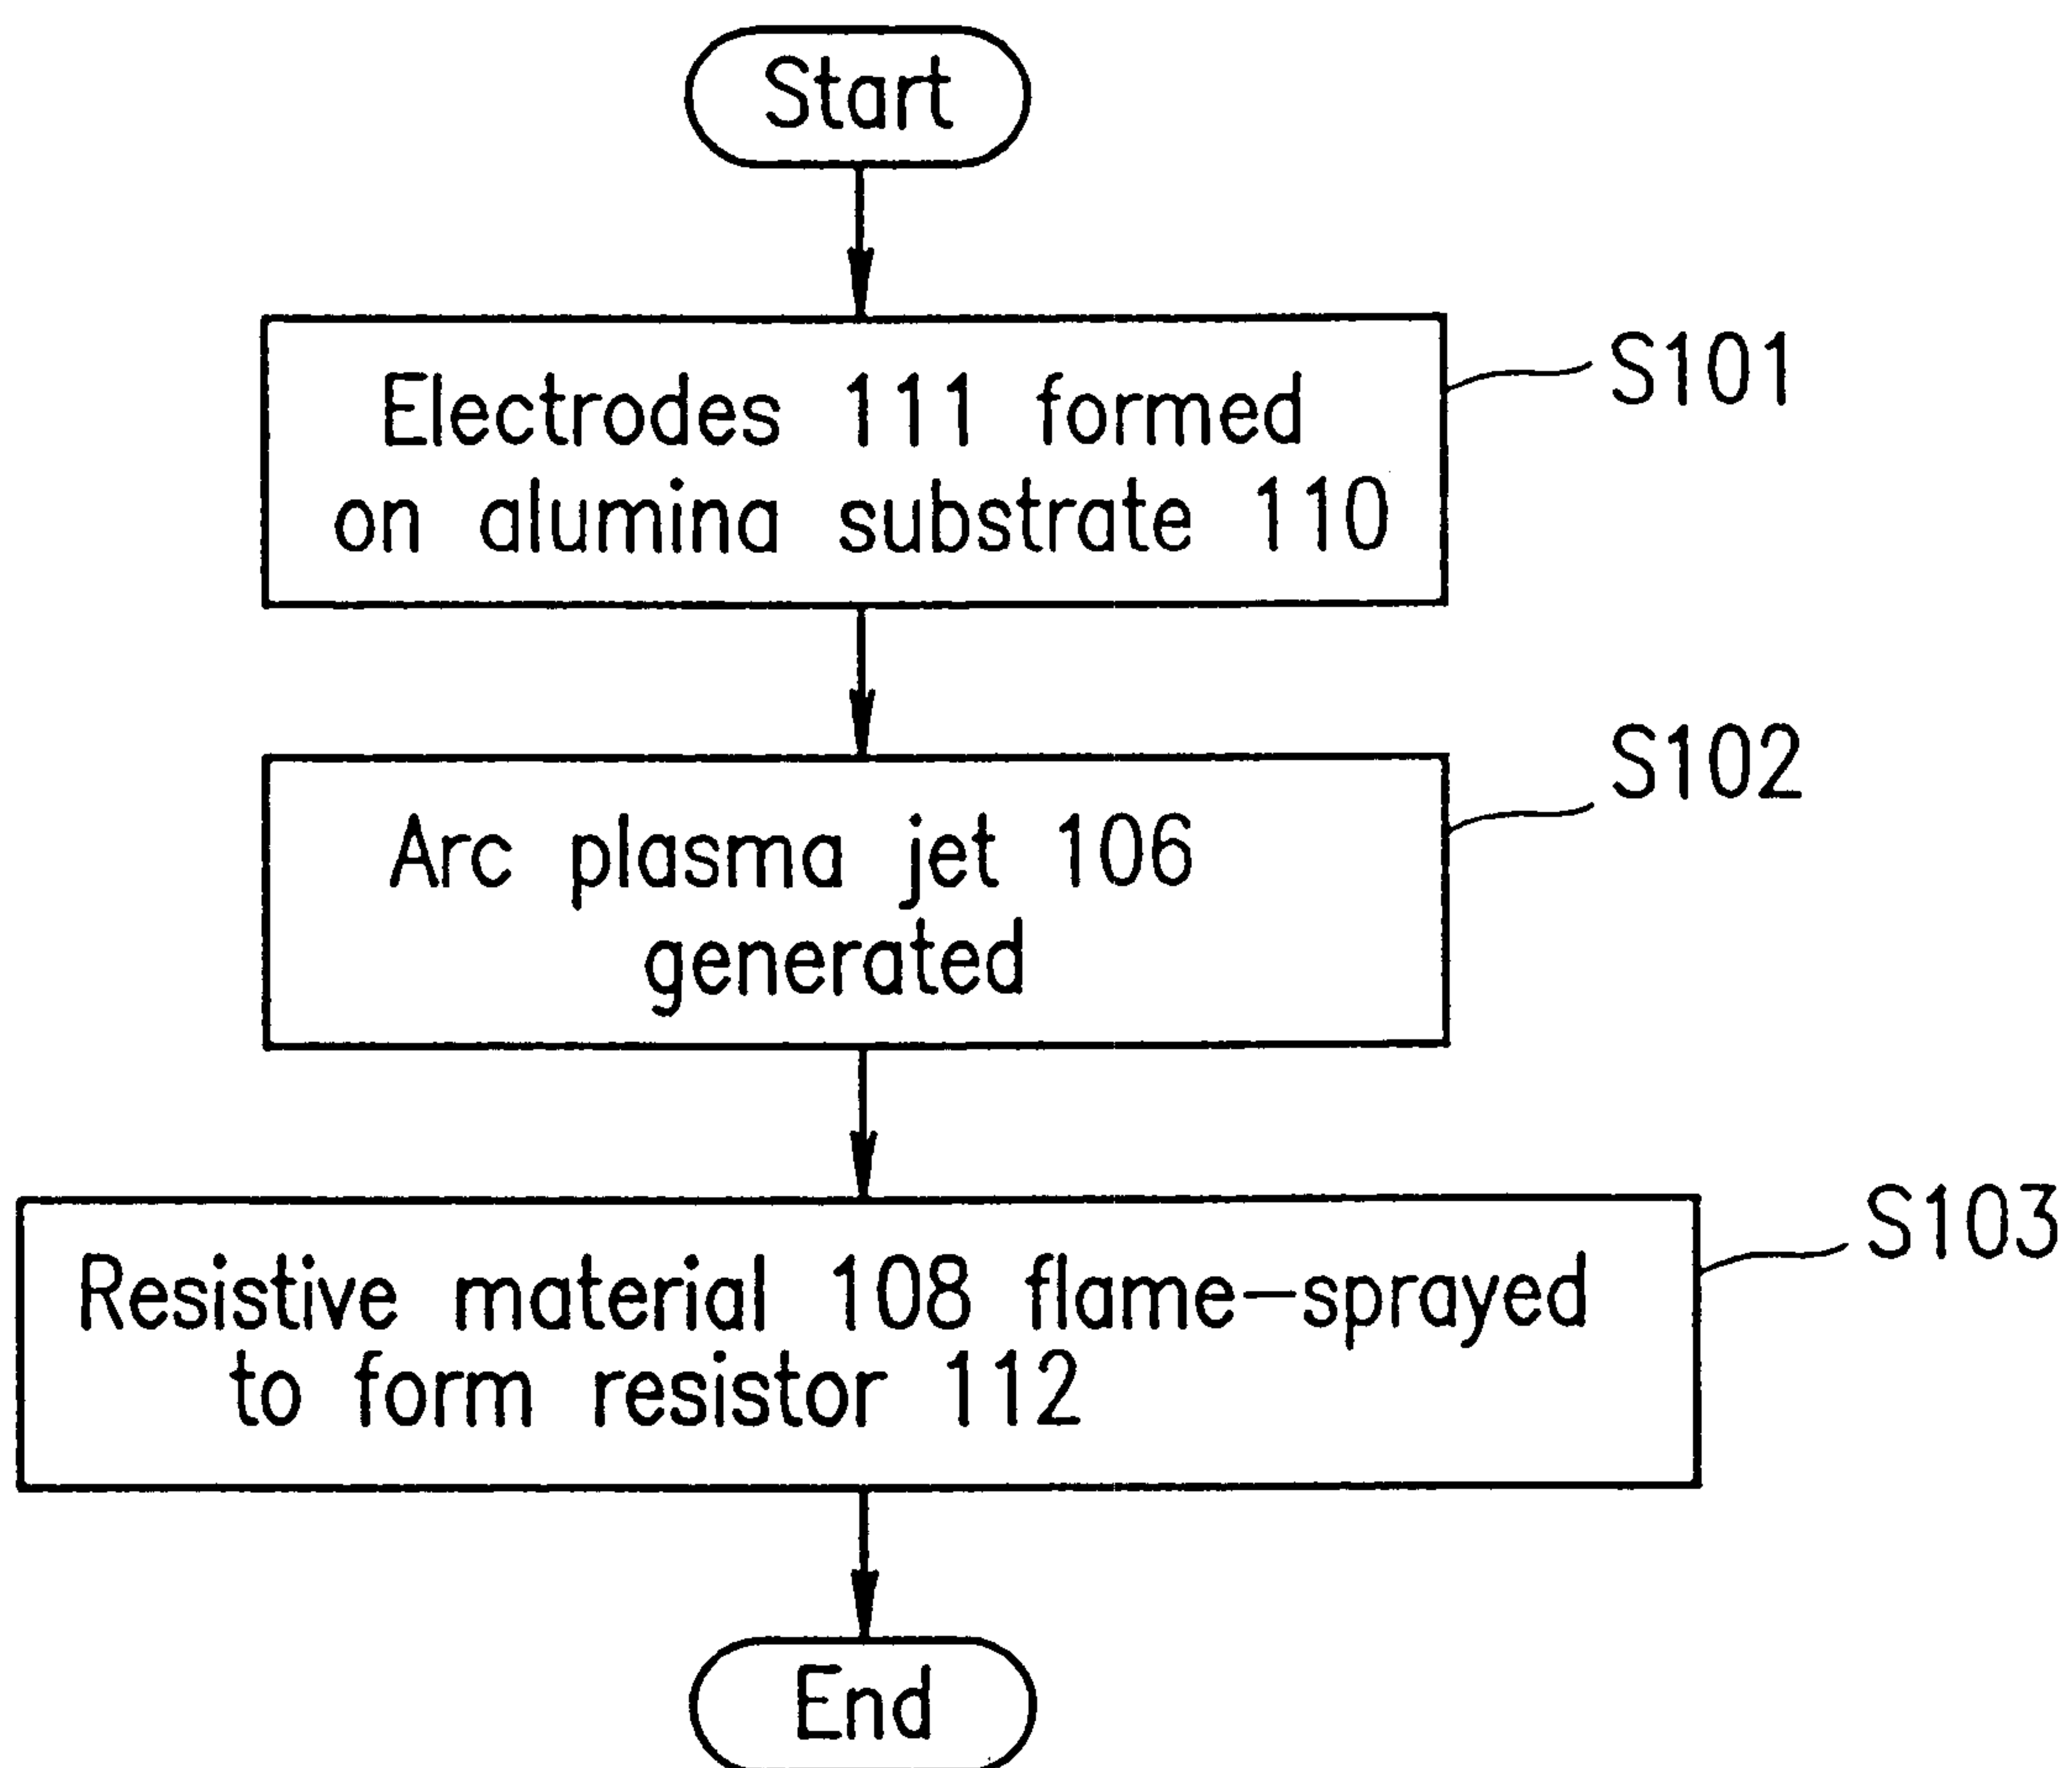 Start
Electrodes 111 formed
on alumina substrate 110
S101
Arc plasma jet 106
generated
S102
Resistive material 108 flame-sprayed
to form resistor 112
S103
End